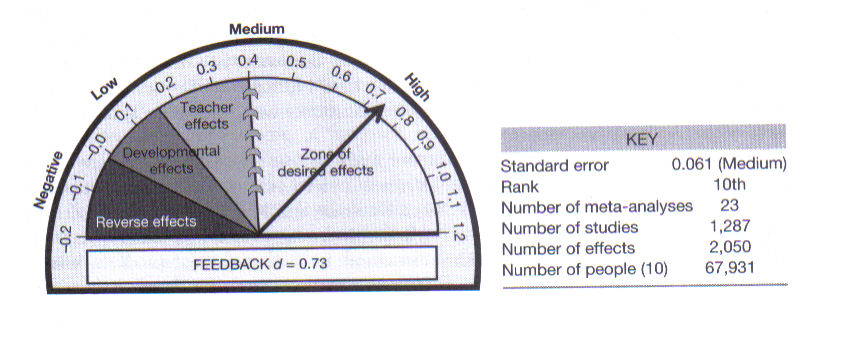 Medium
Low
High
Negative
-0.2
-0.1
-0.0
0.1
0.2
0.3
0.4
0.5
0.6
0.7
0.8
0.9
1.0
1.1
1.2
Teacher
effects
Developmental
effects
Reverse effects
Zone of
desired effects
FEEDBACK d = 0.73
KEY
Standard error 0.061 (Medium)
Rank 10th
Number of meta-analyses 23
Number of studies 1,287
Number of effects 2,050
Number of people (10) 67,931